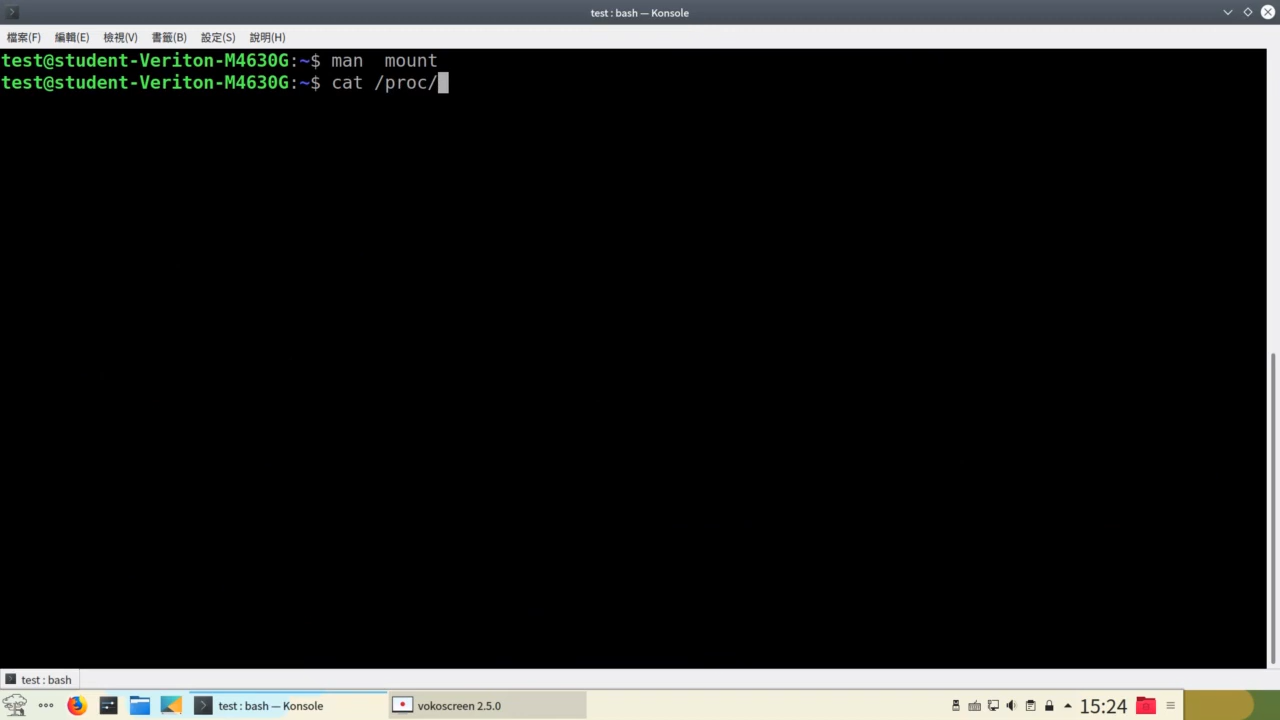 test : bash — Konsole
檔案(F) 編輯(E) 檢視(V) 書籤(B) 設定(S) 說明(H)
test@student-Veriton-M4630G:~$ man  mount
test@student-Veriton-M4630G:~$ cat /proc/
test : bash
test : bash — Konsole vokoscreen 2.5.0 15:24